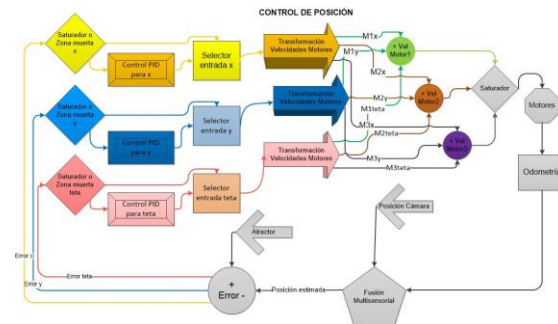 CONTROL DE POSICIÓN
Saturador o
Zona muerta
x
Control PID
para x
Selector
entrada x
Transformación
Velocidades Motores
M1x
M1y
M2x
+ Val
Motor1
Saturador o
Zona muerta
y
Control PID
para y
Selector
entrada y
Transformación
Velocidades Motores
M2y
M1teta
M3x
M2teta
+ Val
Motor2
Saturador
Motores
Saturador o
Zona muerta
teta
Control PID
para teta
Selector
entrada teta
Transformación
Velocidades Motores
M3y
M3teta
+ Val
Motor3
Odometría
Atractor
Posición Cámara
Error x
Error y
Error teta
+
Error -
Posición estimada
Fusión
Multisensorial